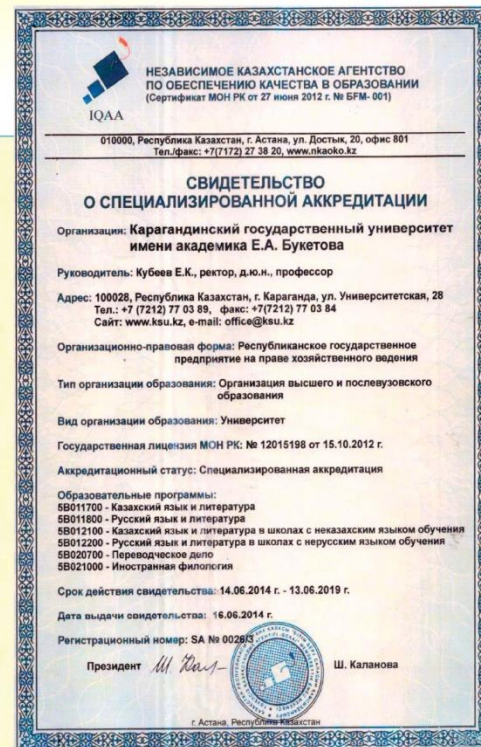 IQAA
НЕЗАВИСИМОЕ КАЗАХСТАНСКОЕ АГЕНТСТВО
ПО ОБЕСПЕЧЕНИЮ КАЧЕСТВА В ОБРАЗОВАНИИ
(Сертификат МОН РК от 27 июня 2012 г. № БFM- 001)
010000, Республика Казахстан, г. Астана, ул. Достык, 20, офис 801
Тел./факс: +7(7172) 27 38 20, www.nkaoko.kz
СВИДЕТЕЛЬСТВО
О СПЕЦИАЛИЗИРОВАННОЙ АККРЕДИТАЦИИ
Организация: Карагандинский государственный университет
имени академика Е.А. Букетова
Руководитель: Кубеев Е.К., ректор, д.ю.н., профессор
Адрес: 100028, Республика Казахстан, г. Караганда, ул. Университетская, 28
Тел.: +7 (7212) 77 03 89, факс: +7(7212) 77 03 84
Сайт: www.ksu.kz, e-mail: office@ksu.kz
Организационно-правовая форма: Республиканское государственное
предприятие на праве хозяйственного ведения
Тип организации образования: Организация высшего и послевузовского
образования
Вид организации образования: Университет
Государственная лицензия МОН РК: № 12015198 от 15.10.2012 г.
Аккредитационный статус: Специализированная аккредитация
Образовательные программы:
5B011700 - Казахский язык и литература
5B011800 - Русский язык и литература
5B012100 - Казахский язык и литература в школах с неказахским языком обучения
5B012200 - Русский язык и литература в школах с нерусским языком обучения
5B020700 - Переводческое дело
5B021000 - Иностранная филология
Срок действия свидетельства: 14.06.2014 г. - 13.06.2019 г.
Дата выдачи свидетельства: 16.06.2014 г.
Регистрационный номер: SA № 0026/3
Президент Ш. Каланова
г. Астана, Республика Казахстан